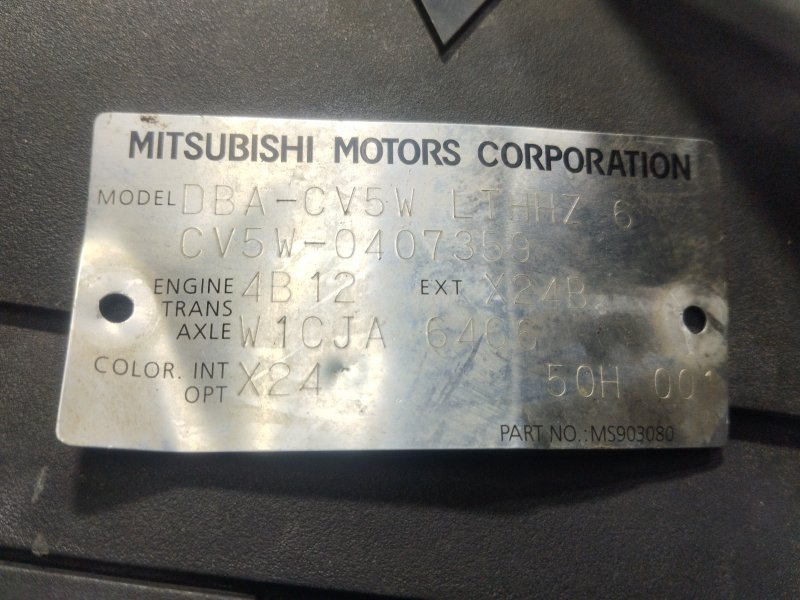 MITSUBISHI MOTORS CORPORATION
MODEL DBA-CV5W LTHHZ 6
CV5W-0407359
ENGINE 4B12 EXT X24B
TRANS
AXLE W1CJA 6406
COLOR. INT X24 50H 001
OPT
PART NO.:MS903080